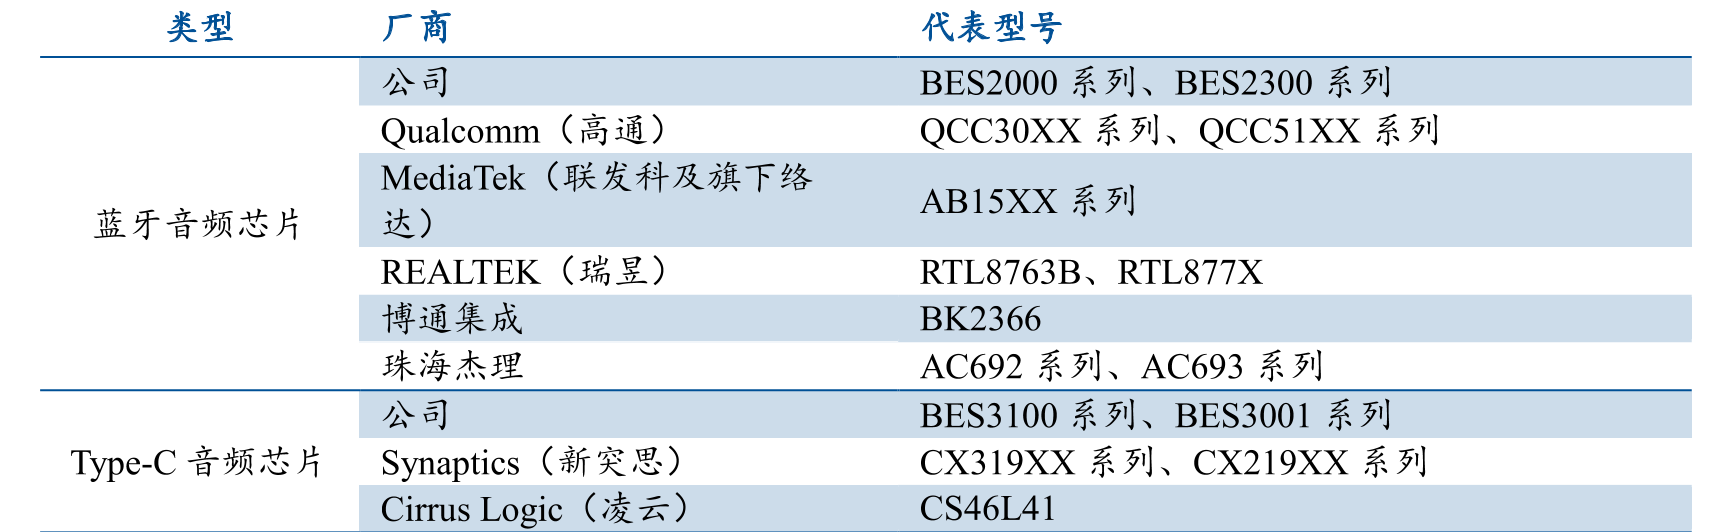 类型 厂商 代表型号
公司 BES2000 系列、BES2300 系列
Qualcomm（高通） QCC30XX 系列、QCC51XX 系列
MediaTek（联发科及旗下络
达） AB15XX 系列
蓝牙音频芯片
REALTEK（瑞昱） RTL8763B、RTL877X
博通集成 BK2366
珠海杰理 AC692 系列、AC693 系列
公司 BES3100 系列、BES3001 系列
Type-C 音频芯片 Synaptics（新突思） CX319XX 系列、CX219XX 系列
Cirrus Logic（凌云） CS46L41